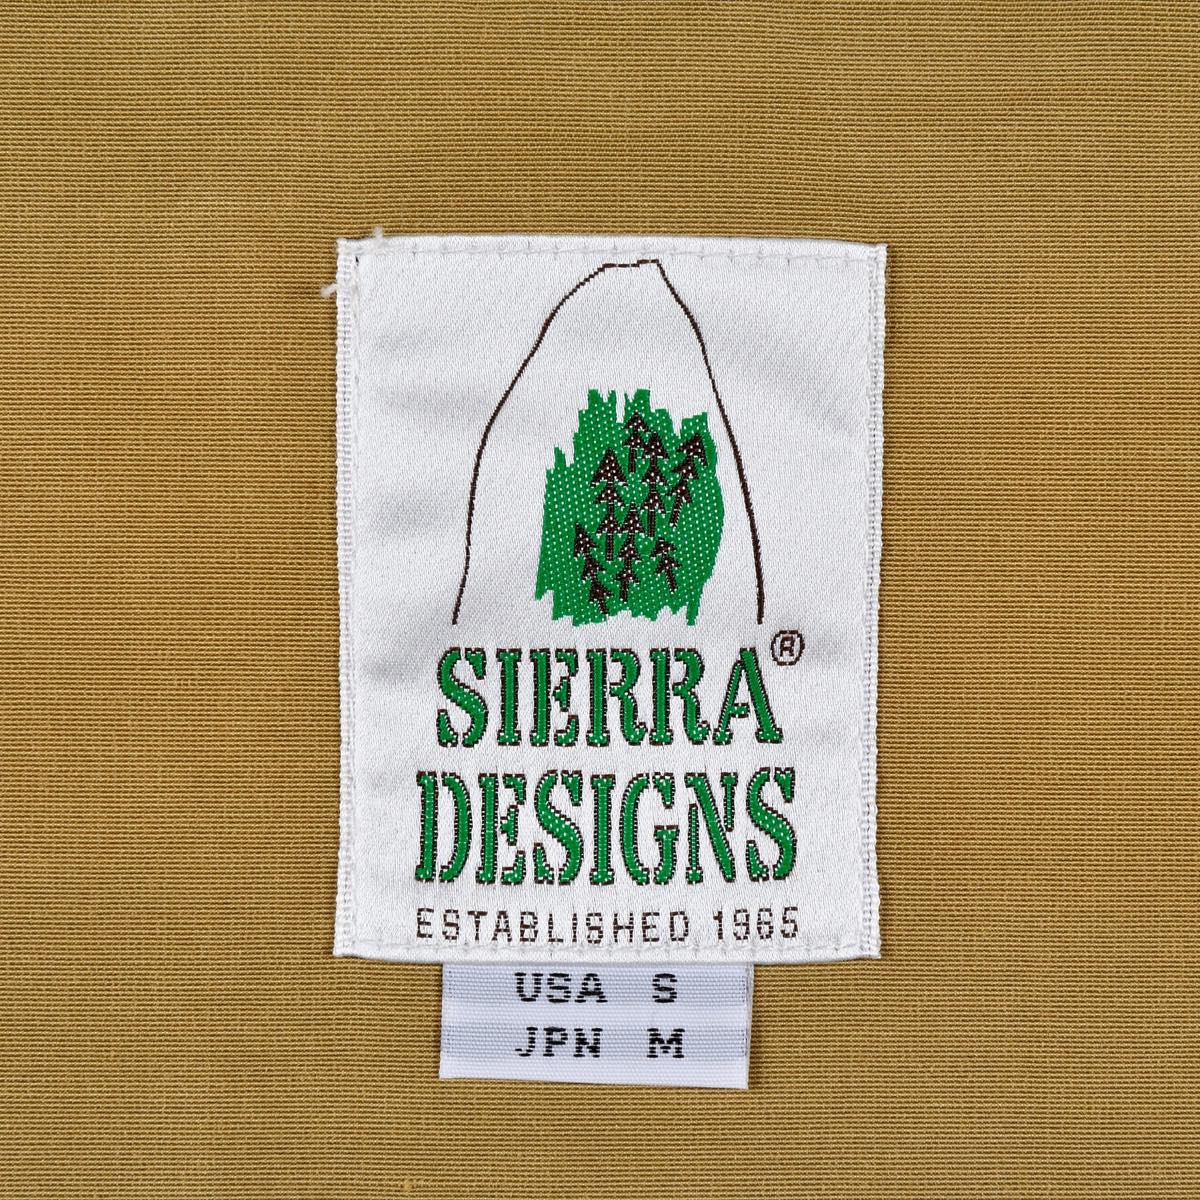 SIERRA®
DESIGNS
ESTABLISHED 1965
USA S
JPN M